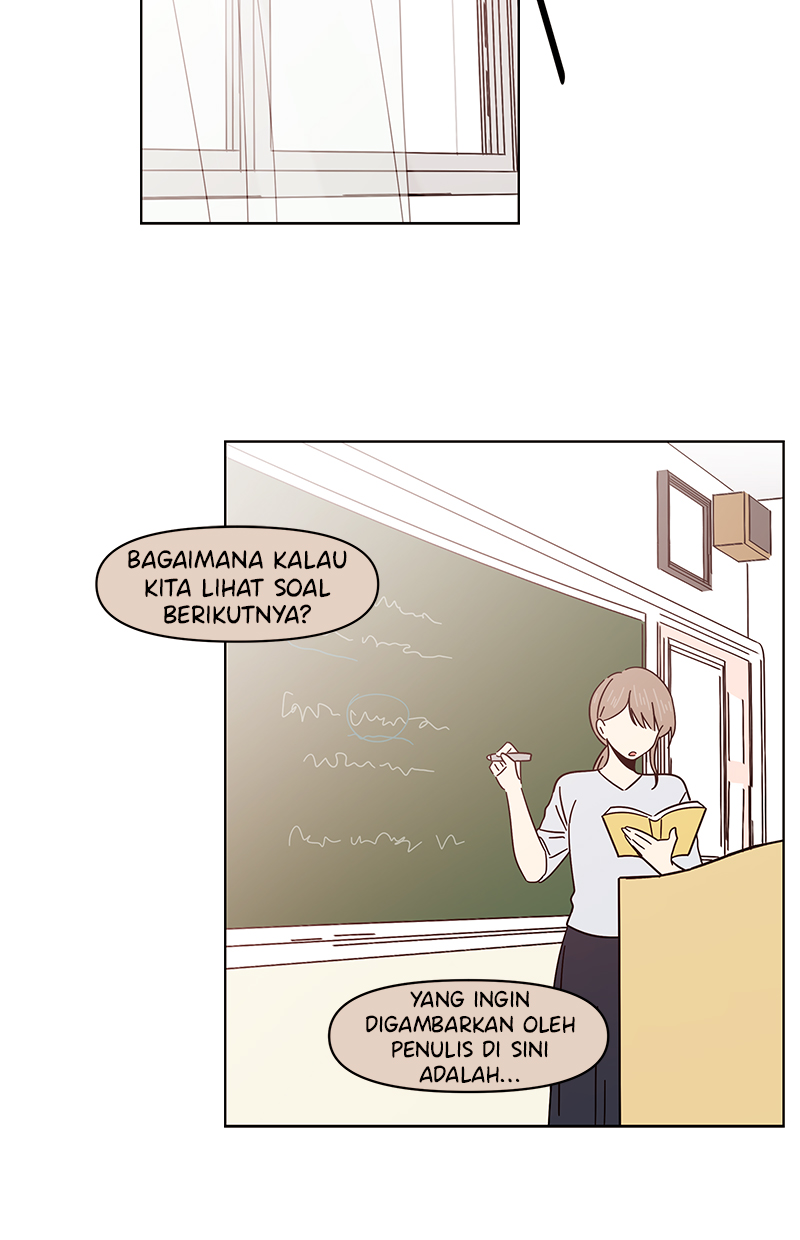 BAGAIMANA KALAU
KITA LIHAT SOAL
BERIKUTNYA?
YANG INGIN
DIGAMBARKAN OLEH
PENULIS DI SINI
ADALAH...